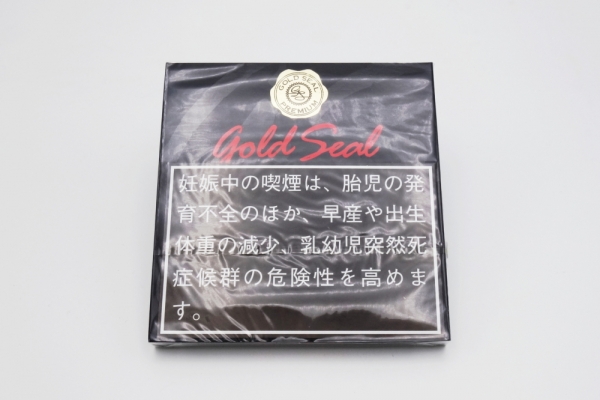 GOLD SEAL
PREMIUM
Gold Seal
妊娠中の喫煙は、胎児の発
育不全のほか、早産や出生
体重の減少、乳幼児突然死
症候群の危険性を高めま
す。